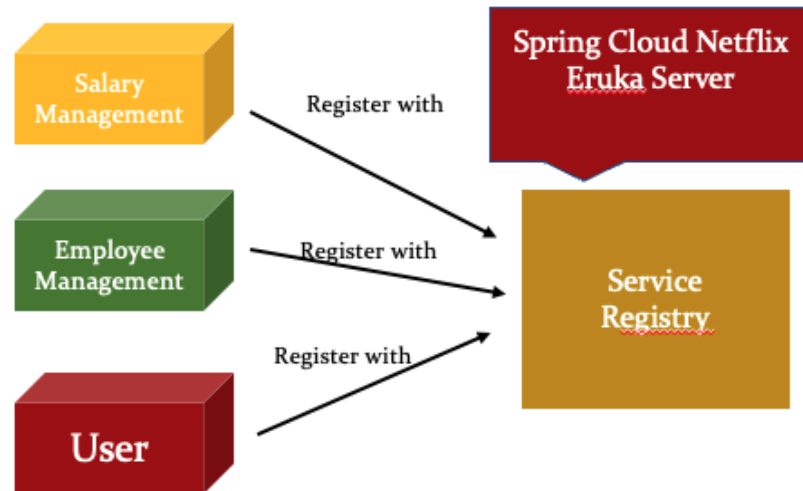 Salary
Management
Register with
Spring Cloud Netflix
Eruka Server
Employee
Management
Register with
Service
Registry
Register with
User